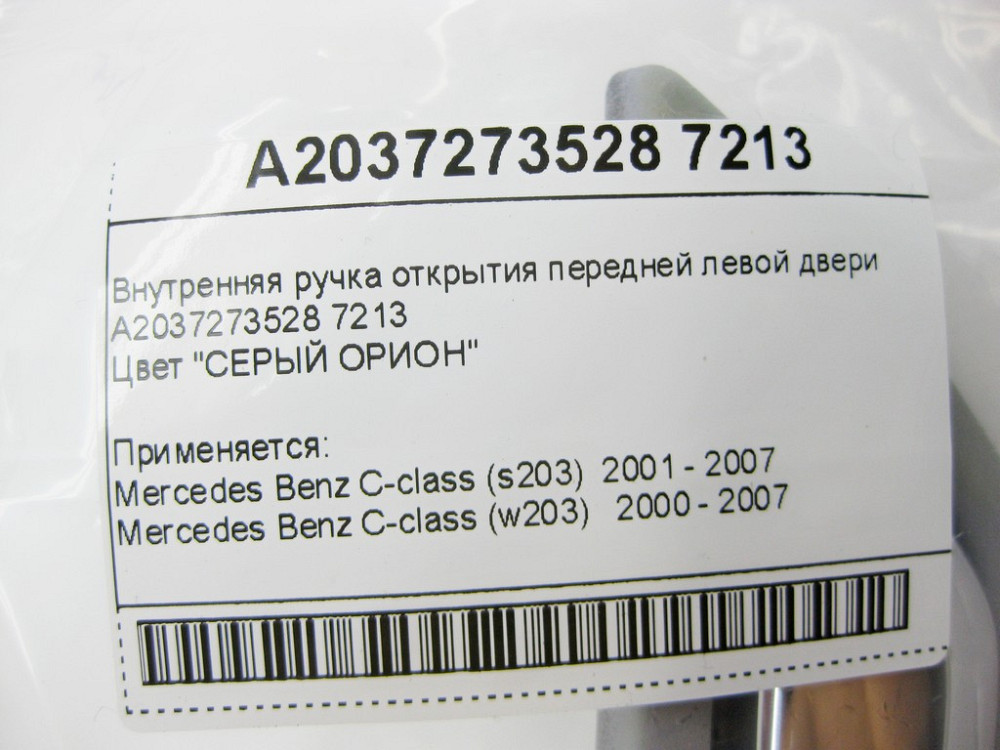 A2037273528 7213
Внутренняя ручка открытия передней левой двери
A2037273528 7213
Цвет "СЕРЫЙ ОРИОН"
Применяется:
Mercedes Benz C-class (s203) 2001 - 2007
Mercedes Benz C-class (w203) 2000 - 2007